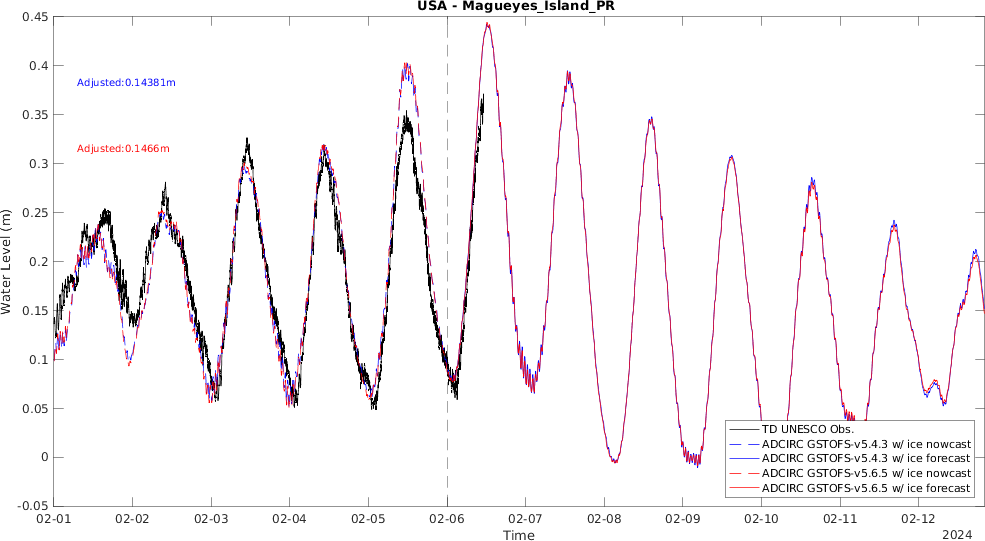 USA - Magueyes_Island_PR
0.45
0.4
0.35
0.3
0.25
0.2
0.15
0.1
0.05
0
-0.05
Water Level (m)
Adjusted:0.14381m
Adjusted:0.1466m
TD UNESCO Obs.
ADCIRC GSTOFS-v5.4.3 w/ ice nowcast
ADCIRC GSTOFS-v5.4.3 w/ ice forecast
ADCIRC GSTOFS-v5.6.5 w/ ice nowcast
ADCIRC GSTOFS-v5.6.5 w/ ice forecast
02-01 02-02 02-03 02-04 02-05 02-06 02-07 02-08 02-09 02-10 02-11 02-12
Time
2024